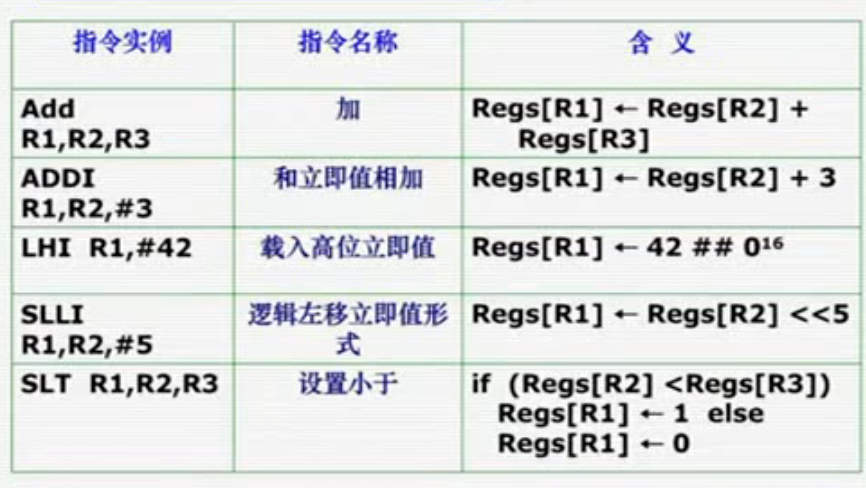 指令实例 指令名称 含 义
Add 加 Regs[R1] ← Regs[R2] +
R1,R2,R3 Regs[R3]
ADDI 和立即值相加 Regs[R1] ← Regs[R2] + 3
R1,R2,#3
LHI R1,#42 载入高位立即值 Regs[R1] ← 42 ## 0¹⁶
SLLI 逻辑左移立即值形 Regs[R1] ← Regs[R2] <<5
R1,R2,#5 式
SLT R1,R2,R3 设置小于 if (Regs[R2] <Regs[R3])
Regs[R1] ← 1 else
Regs[R1] ← 0